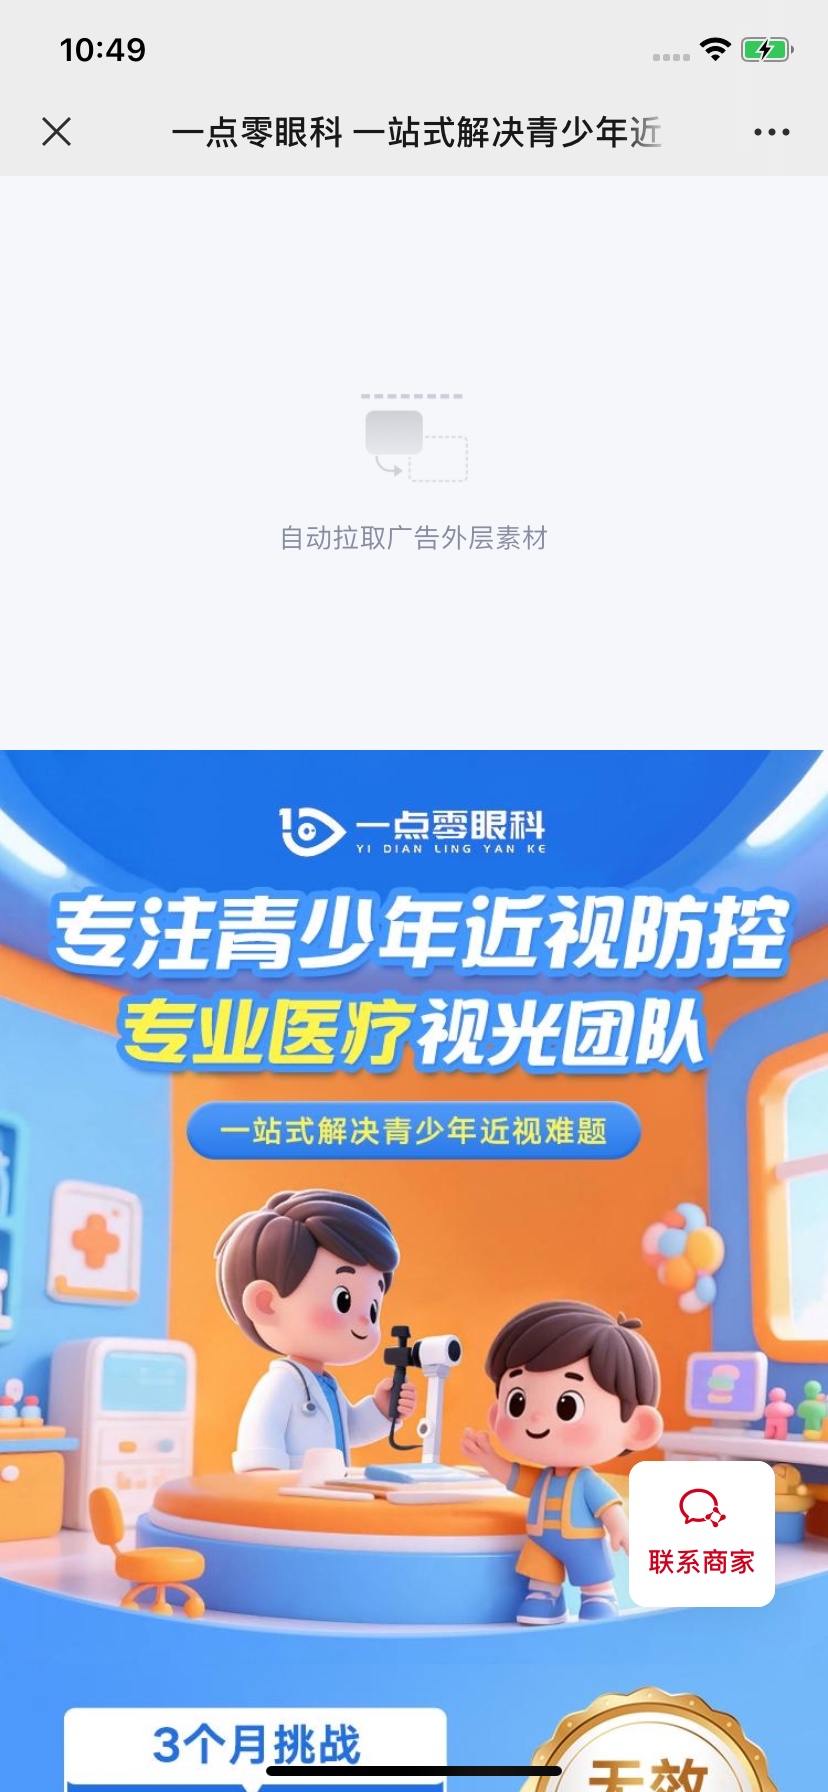 10:49
一点零眼科 一站式解决青少年近
自动拉取广告外层素材
一点零眼科
YI DIAN LING YAN KE
专注青少年近视防控
专业医疗视光团队
一站式解决青少年近视难题
联系商家
3个月挑战
无效